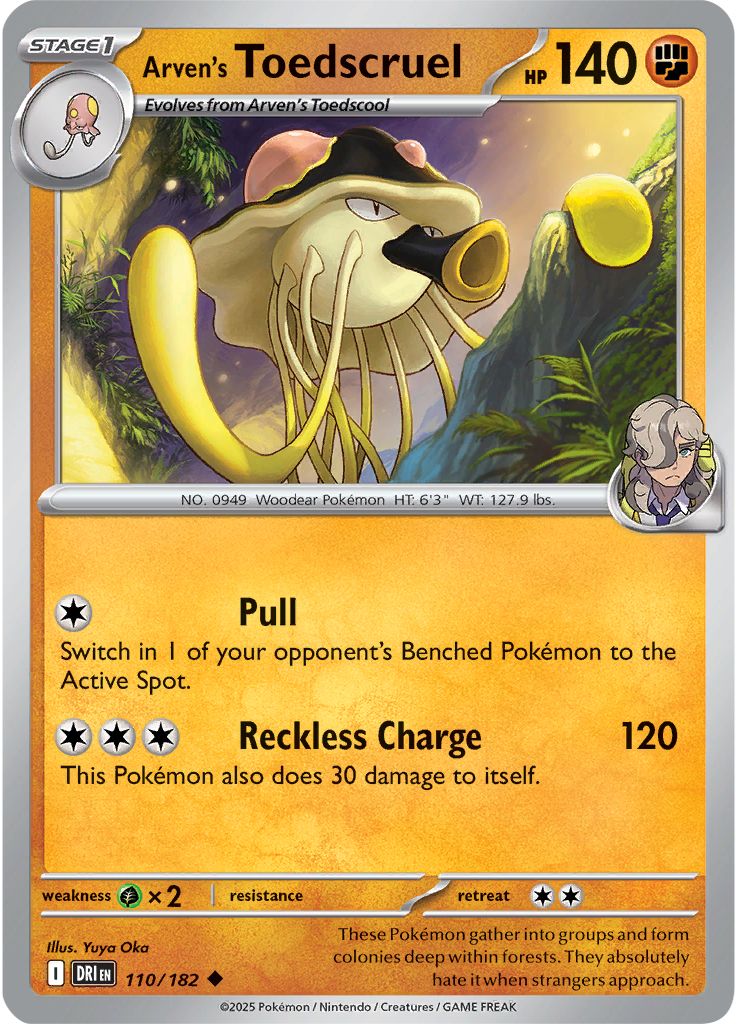 STAGE1
Arven's Toedscruel HP 140
Evolves from Arven's Toedscool
NO. 0949 Woodear Pokémon HT: 6'3" WT: 127.9 lbs.
Pull
Switch in 1 of your opponent's Benched Pokémon to the
Active Spot.
Reckless Charge 120
This Pokémon also does 30 damage to itself.
weakness ×2 resistance retreat
Illus. Yuya Oka
I DRI EN 110/182
These Pokémon gather into groups and form
colonies deep within forests. They absolutely
hate it when strangers approach.
©2025 Pokémon / Nintendo / Creatures / GAME FREAK